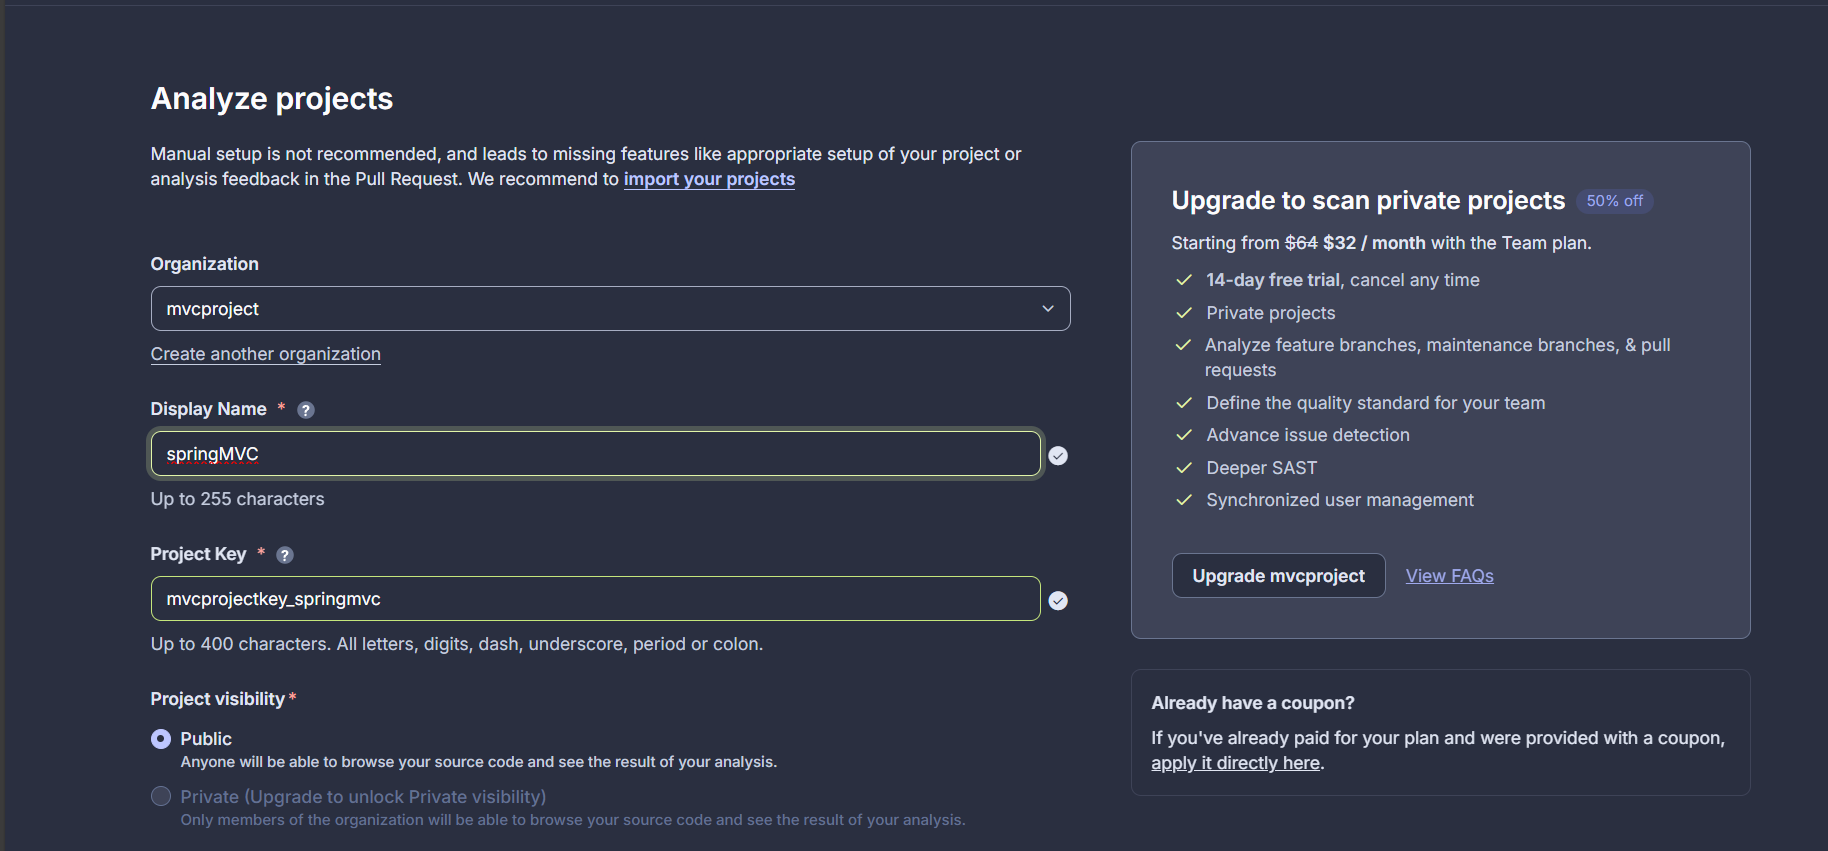 Analyze projects
Manual setup is not recommended, and leads to missing features like appropriate setup of your project or
analysis feedback in the Pull Request. We recommend to import your projects
Organization
mvcproject
Create another organization
Display Name * ?
springMVC
Up to 255 characters
Project Key * ?
mvcprojectkey_springmvc
Up to 400 characters. All letters, digits, dash, underscore, period or colon.
Project visibility*
Public
Anyone will be able to browse your source code and see the result of your analysis.
Private (Upgrade to unlock Private visibility)
Only members of the organization will be able to browse your source code and see the result of your analysis.
Upgrade to scan private projects 50% off
Starting from $64 $32 / month with the Team plan.
14-day free trial, cancel any time
Private projects
Analyze feature branches, maintenance branches, & pull
requests
Define the quality standard for your team
Advance issue detection
Deeper SAST
Synchronized user management
Upgrade mvcproject View FAQs
Already have a coupon?
If you've already paid for your plan and were provided with a coupon,
apply it directly here.